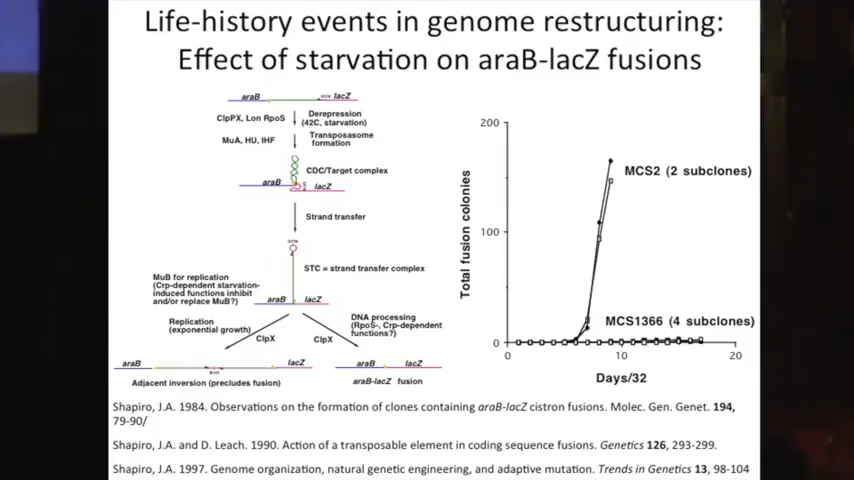 Life-history events in genome restructuring:
Effect of starvation on araB-lacZ fusions
araB
lacZ
ClpPX, Lon RpoS
Derepression
(42C, starvation)
MuA, HU, IHF
Transposasome
formation
CDC/Target complex
araB
lacZ
Strand transfer
STC = strand transfer complex
MuB for replication
(Crp-dependent starvation-
induced functions inhibit
and/or replace MuB?)
araB
lacZ
Replication
(exponential growth)
ClpX
ClpX
DNA processing
(RpoS-, Crp-dependent
functions?)
araB
lacZ
araB
lacZ
Adjacent inversion (precludes fusion)
araB-lacZ fusion
200
MCS2 (2 subclones)
Total fusion colonies
100
MCS1366 (4 subclones)
0
0
10
20
Days/32
Shapiro, J.A. 1984. Observations on the formation of clones containing araB-lacZ cistron fusions. Molec. Gen. Genet. 194,
79-90/
Shapiro, J.A. and D. Leach. 1990. Action of a transposable element in coding sequence fusions. Genetics 126, 293-299.
Shapiro, J.A. 1997. Genome organization, natural genetic engineering, and adaptive mutation. Trends in Genetics 13, 98-104